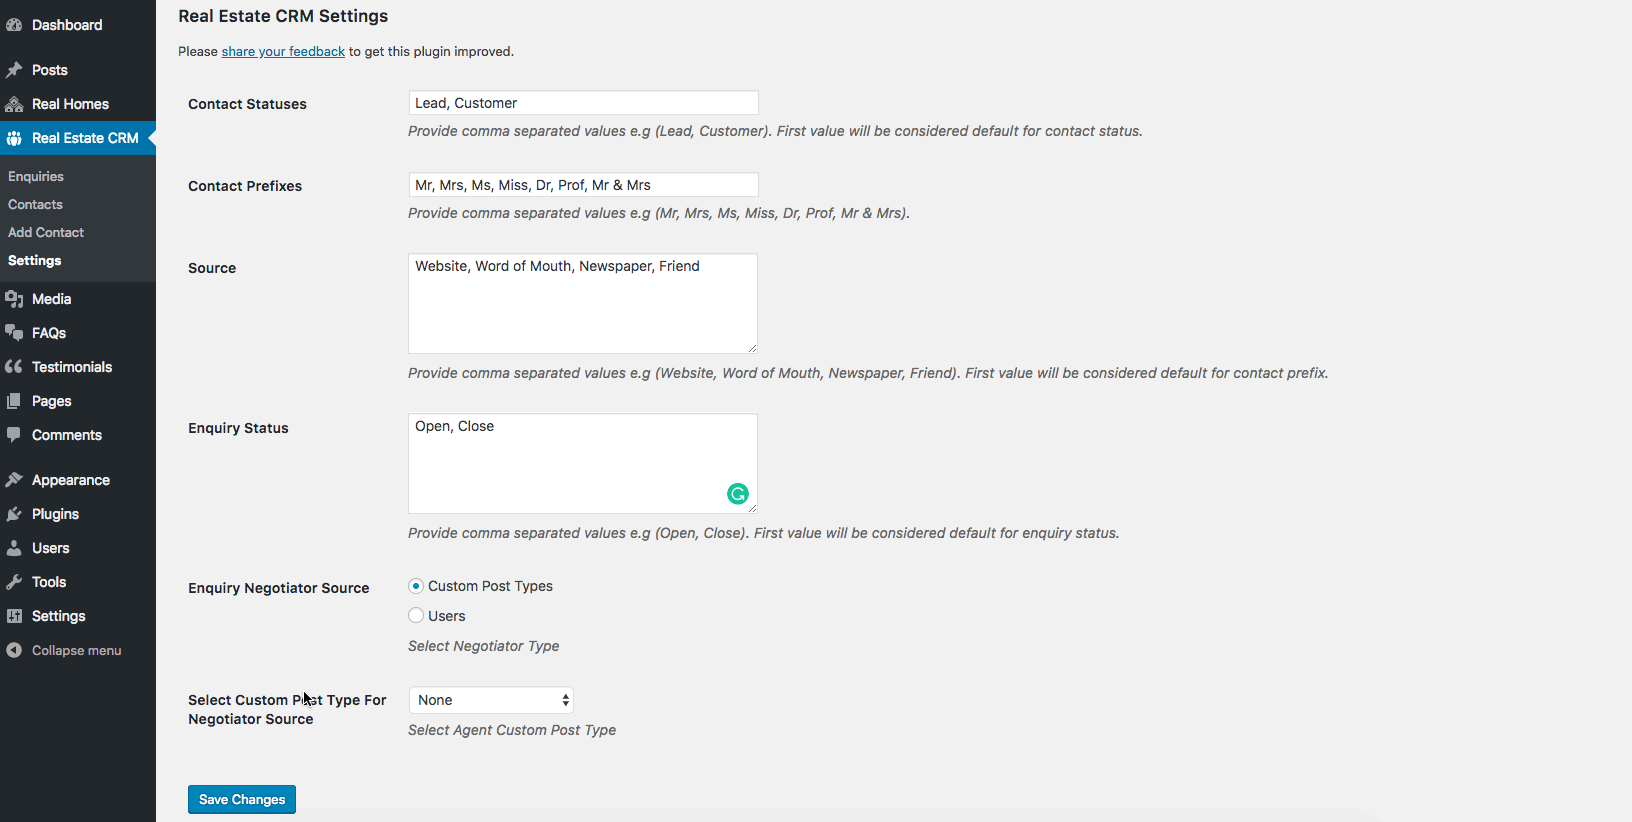 Dashboard
Posts
Real Homes
Real Estate CRM
Enquiries
Contacts
Add Contact
Settings
Media
FAQs
Testimonials
Pages
Comments
Appearance
Plugins
Users
Tools
Settings
Collapse menu
Real Estate CRM Settings
Please share your feedback to get this plugin improved.
Contact Statuses
Lead, Customer
Provide comma separated values e.g (Lead, Customer). First value will be considered default for contact status.
Contact Prefixes
Mr, Mrs, Ms, Miss, Dr, Prof, Mr & Mrs
Provide comma separated values e.g (Mr, Mrs, Ms, Miss, Dr, Prof, Mr & Mrs).
Source
Website, Word of Mouth, Newspaper, Friend
Provide comma separated values e.g (Website, Word of Mouth, Newspaper, Friend). First value will be considered default for contact prefix.
Enquiry Status
Open, Close
Provide comma separated values e.g (Open, Close). First value will be considered default for enquiry status.
Enquiry Negotiator Source
Custom Post Types
Users
Select Negotiator Type
Select Custom Post Type For
Negotiator Source
None
Select Agent Custom Post Type
Save Changes